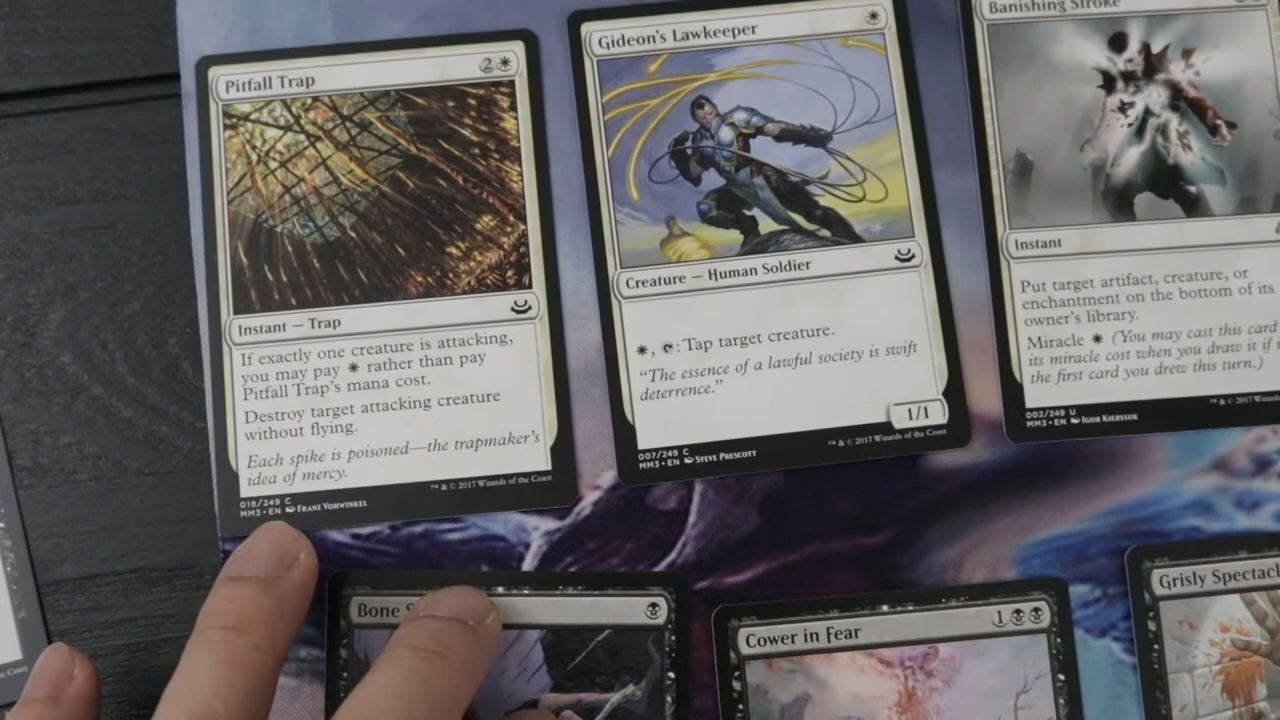 Pitfall Trap
2
Instant — Trap
If exactly one creature is attacking,
you may pay rather than pay
Pitfall Trap's mana cost.
Destroy target attacking creature
without flying.
Each spike is poisoned—the trapmaker's
idea of mercy.
018/249 C
MM3 • EN Franz Vohwinkel
™ & © 2017 Wizards of the Coast
Gideon's Lawkeeper
Creature — Human Soldier
, : Tap target creature.
"The essence of a lawful society is swift
deterrence."
1/1
007/249 C
MM3 • EN Steve Prescott
™ & © 2017 Wizards of the Coast
Banishing Stroke
Instant
Put target artifact, creature, or
enchantment on the bottom of its
owner's library.
Miracle (You may cast this card
its miracle cost when you draw it if i
the first card you drew this turn.)
002/249 U
MM3 • EN Igor Kieryluk
™ & © 2017 Wizards
Bone S
Cower in Fear
1
Grisly Spectacl
Coast